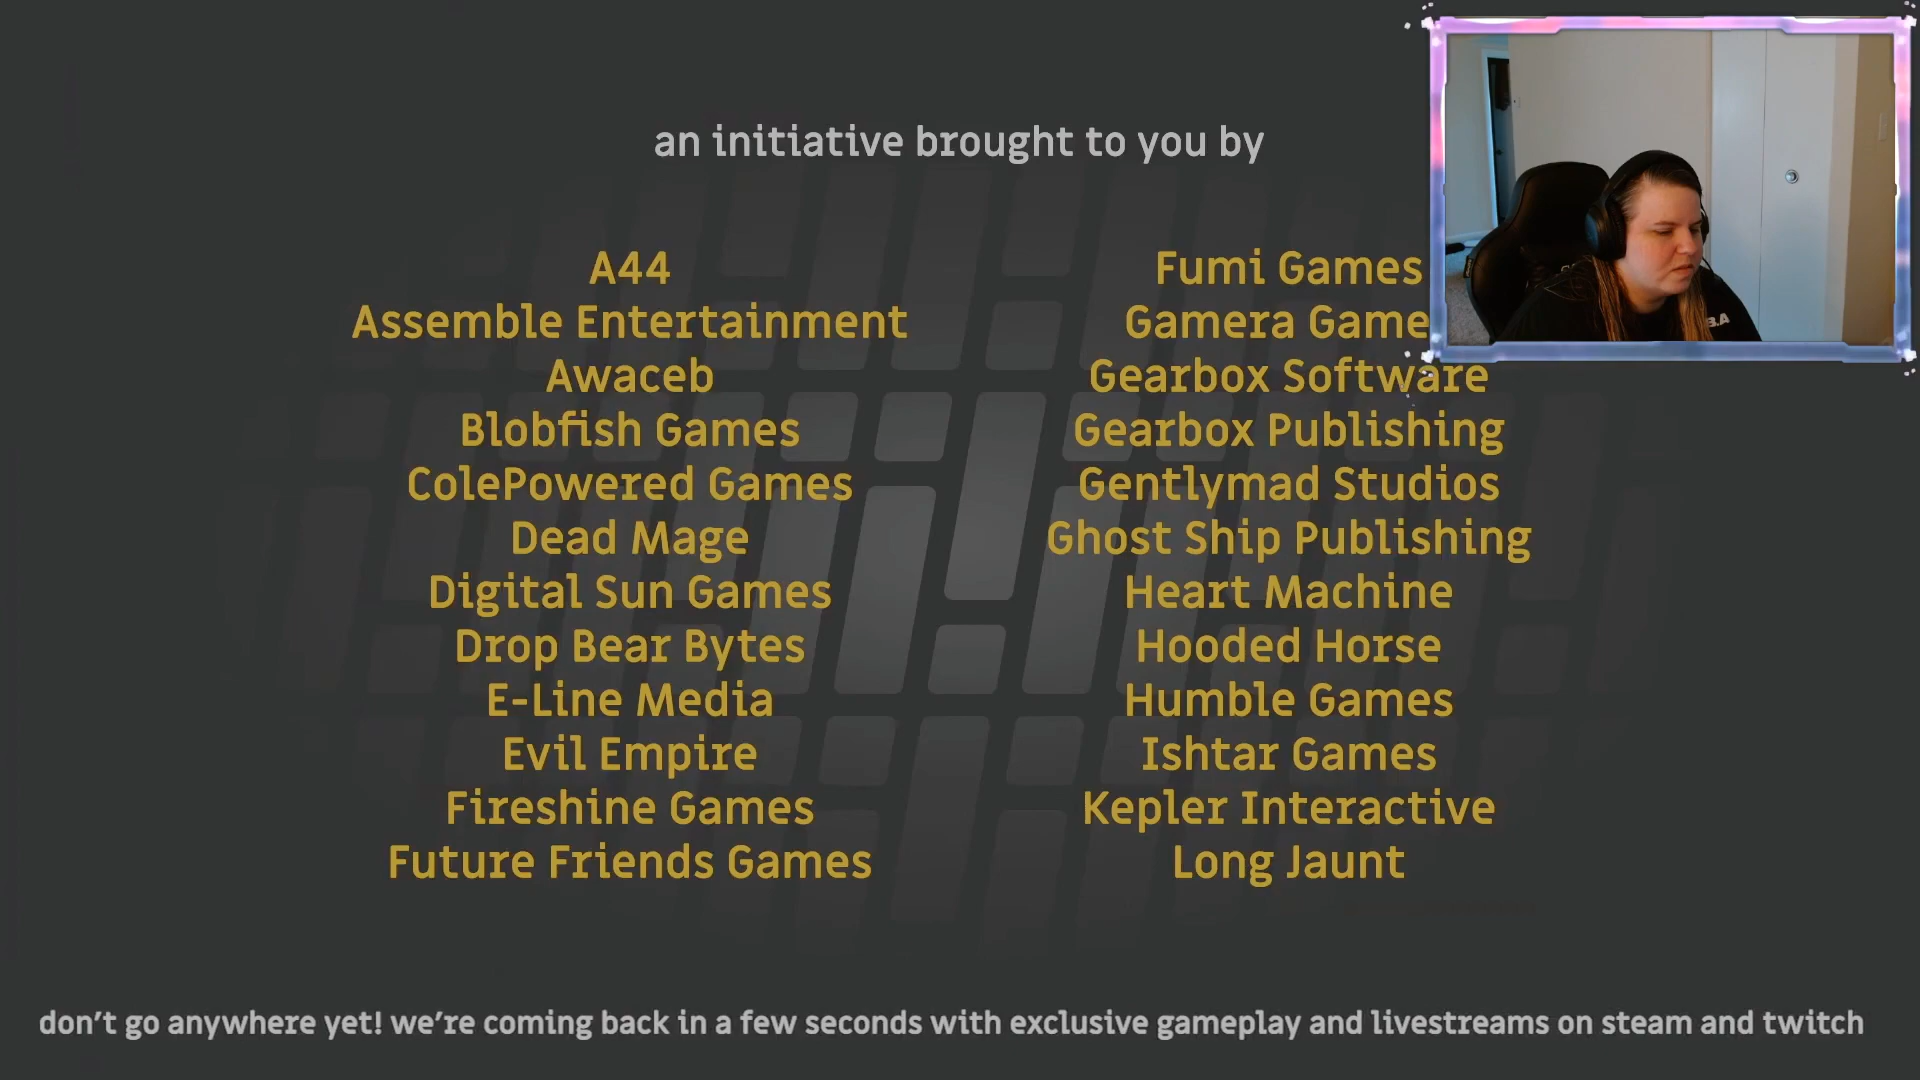 an initiative brought to you by
A44
Assemble Entertainment
Awaceb
Blobfish Games
ColePowered Games
Dead Mage
Digital Sun Games
Drop Bear Bytes
E-Line Media
Evil Empire
Fireshine Games
Future Friends Games
Fumi Games
Gamera Game
Gearbox Software
Gearbox Publishing
Gentlymad Studios
Ghost Ship Publishing
Heart Machine
Hooded Horse
Humble Games
Ishtar Games
Kepler Interactive
Long Jaunt
don't go anywhere yet! we're coming back in a few seconds with exclusive gameplay and livestreams on steam and twitch